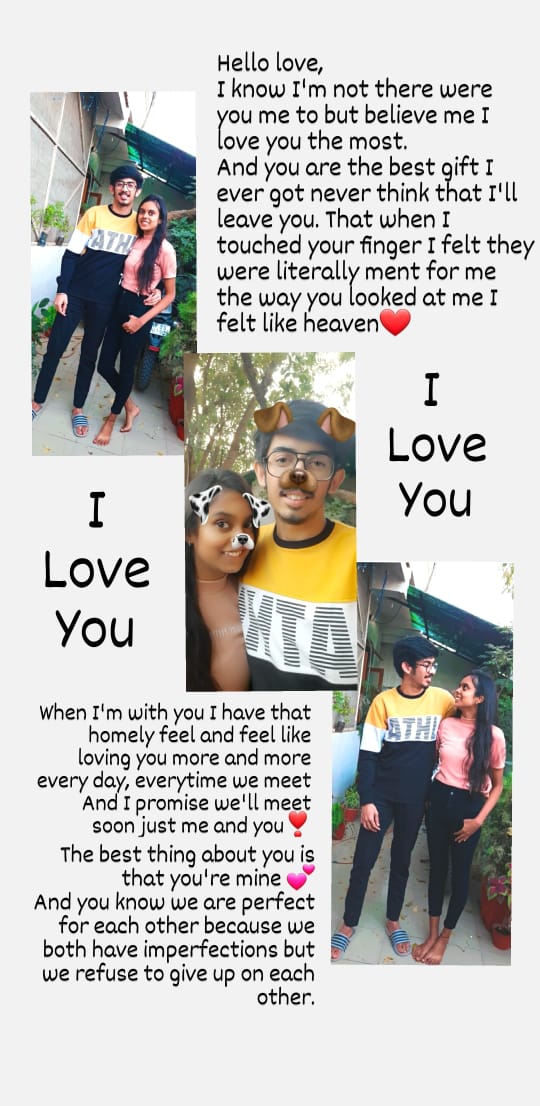 Hello love,
I know I'm not there were
you me to but believe me I
love you the most.
And you are the best gift I
ever got never think that I'll
leave you. That when I
touched your finger I felt they
were literally ment for me
the way you looked at me I
felt like heaven❤️
I
Love
You
I
Love
You
When I'm with you I have that
homely feel and feel like
loving you more and more
every day, everytime we meet
And I promise we'll meet
soon just me and you❣️
The best thing about you is
that you're mine 💕
And you know we are perfect
for each other because we
both have imperfections but
we refuse to give up on each
other.